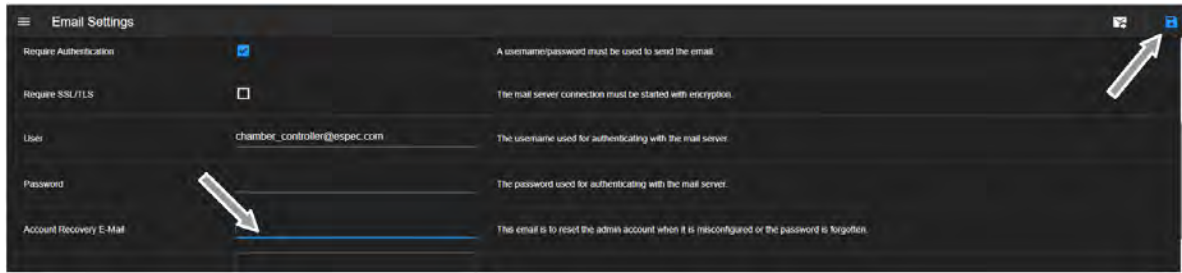 Email Settings
Require Authentication
A username/password must be used to send the email.
Require SSL/TLS
The mail server connection must be started with encryption.
User
chamber_controller@espec.com
The username used for authenticating with the mail server.
Password
The password used for authenticating with the mail server.
Account Recovery E-Mail
This email is to reset the admin account when it is misconfigured or the password is forgotten.